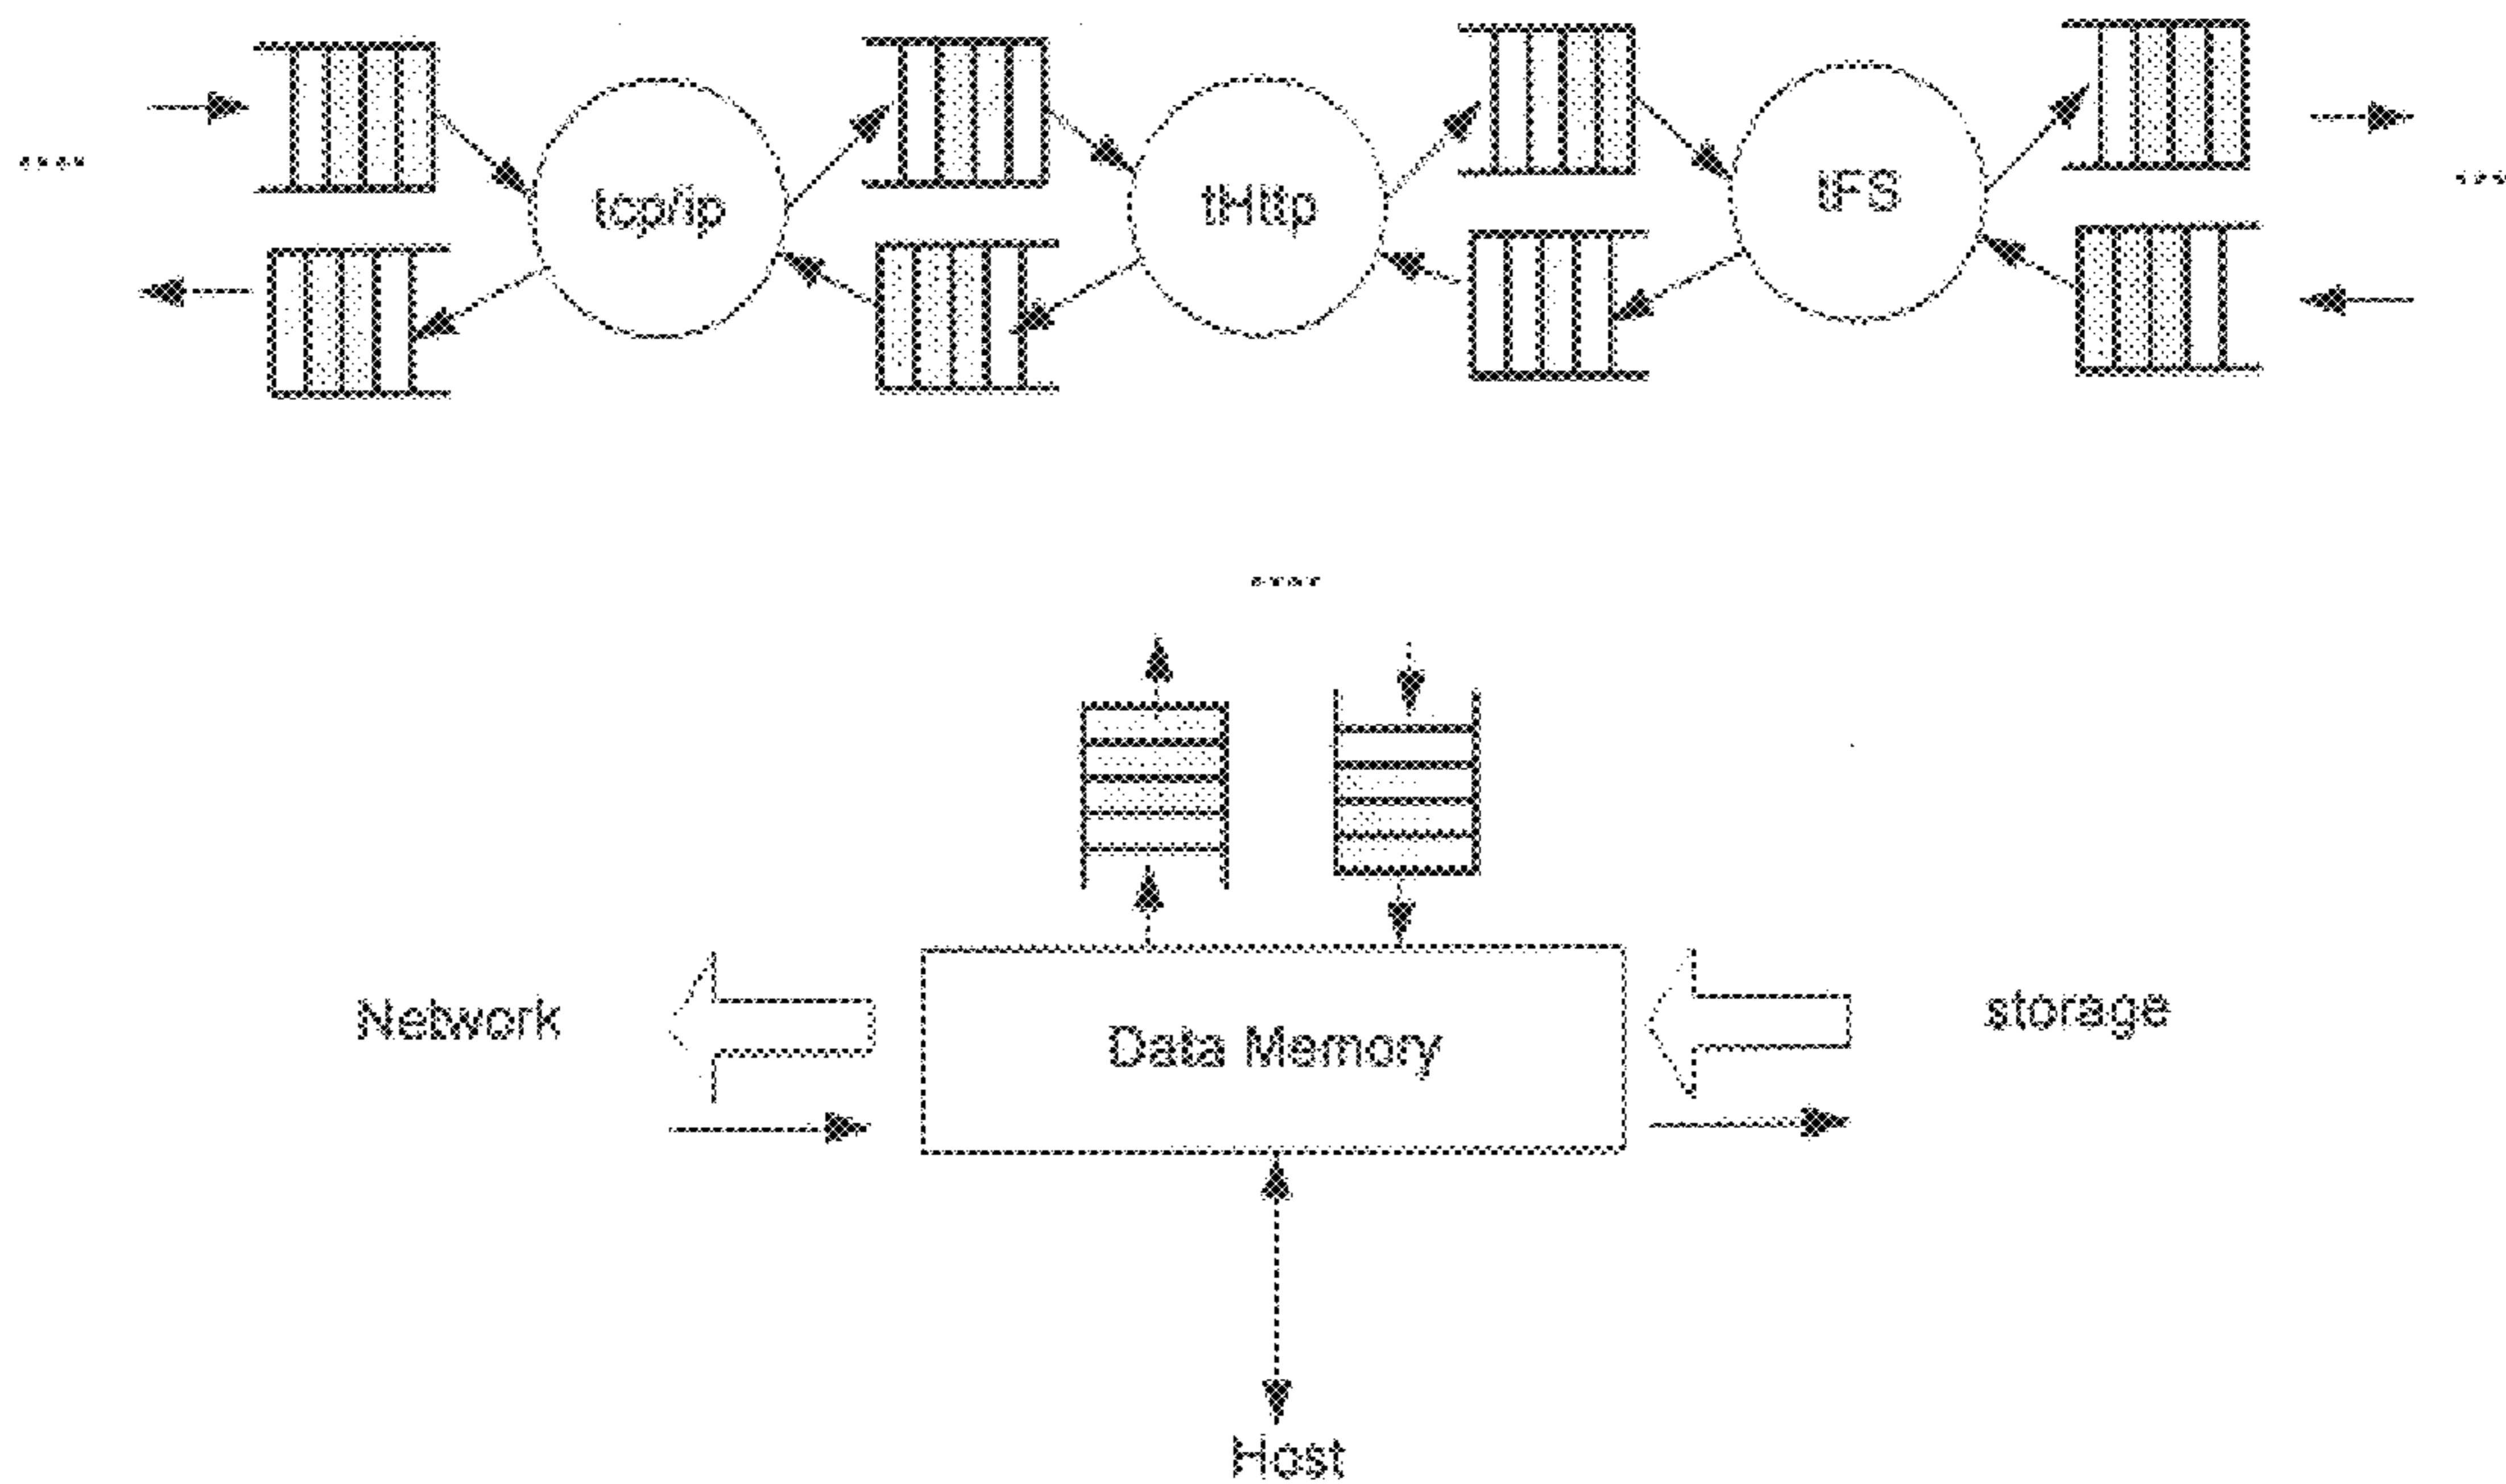 ....
tcp/ip
tHttp
tFS
....
....
Network
Data Memory
storage
Host